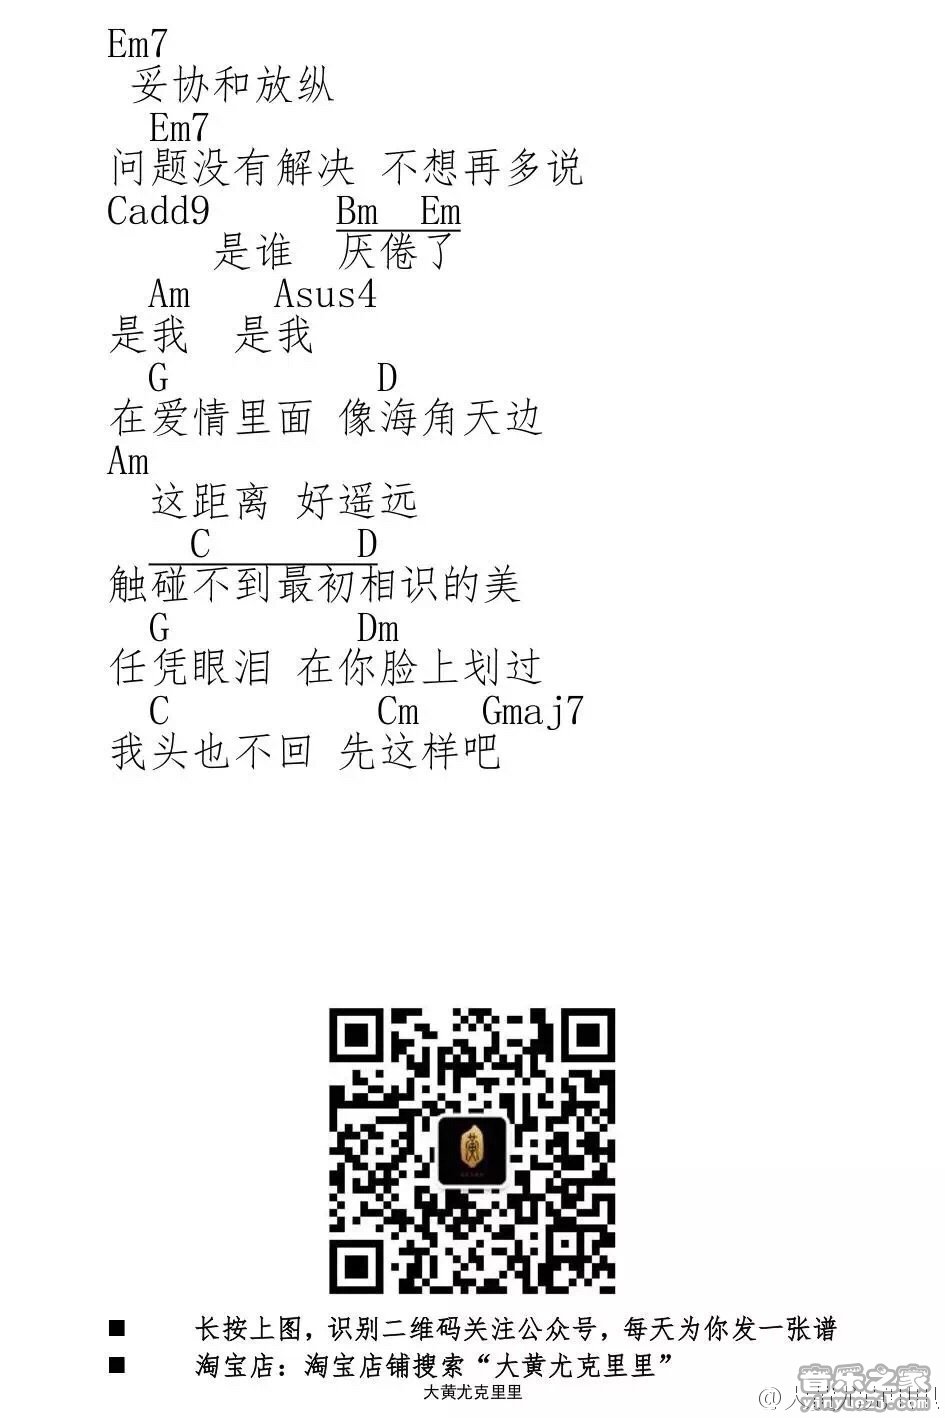 Em7
妥协和放纵
Em7
问题没有解决 不想再多说
Cadd9 Bm Em
是谁 厌倦了
Am Asus4
是我 是我
G D
在爱情里面 像海角天边
Am
这距离 好遥远
C D
触碰不到最初相识的美
G Dm
任凭眼泪 在你脸上划过
C Cm Gmaj7
我头也不回 先这样吧
黄
■ 长按上图，识别二维码关注公众号，每天为你发一张谱
■ 淘宝店：淘宝店铺搜索“大黄尤克里里”
大黄尤克里里
音乐之家
yinyuezj.com